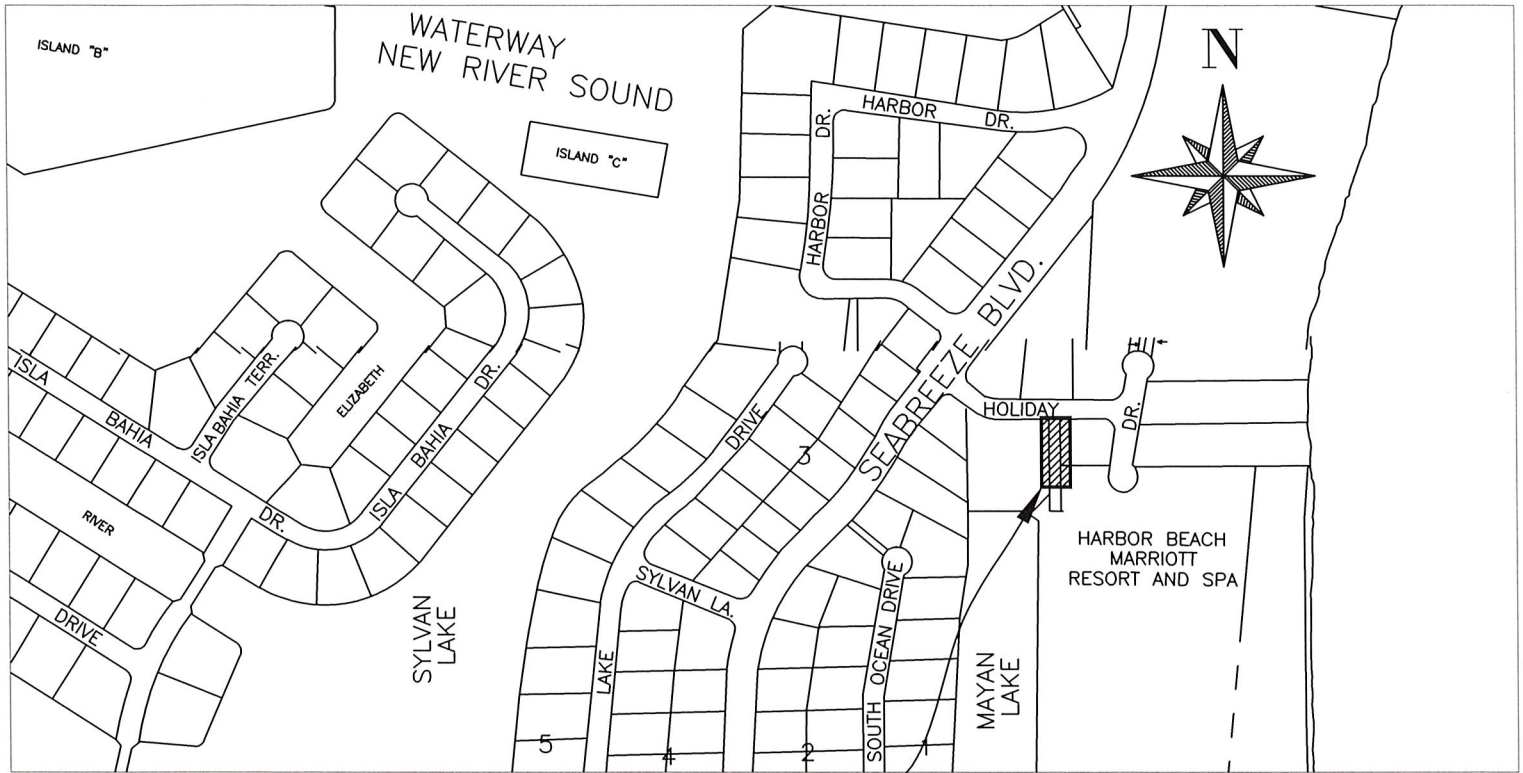 ISLAND "B"
WATERWAY
NEW RIVER SOUND
ISLAND "C"
HARBOR DR.
HARBOR DR.
N
SEABREEZE BLVD.
ISLA BAHIA DR.
ISLA BAHIA TERR.
ELIZABETH
ISLA BAHIA DR.
RIVER
DRIVE
SYLVAN
LAKE
LAKE DRIVE
3
SYLVAN LA.
HOLIDAY DR.
HARBOR BEACH
MARRIOTT
RESORT AND SPA
SOUTH OCEAN DRIVE
MAYAN
LAKE
5
4
2
1